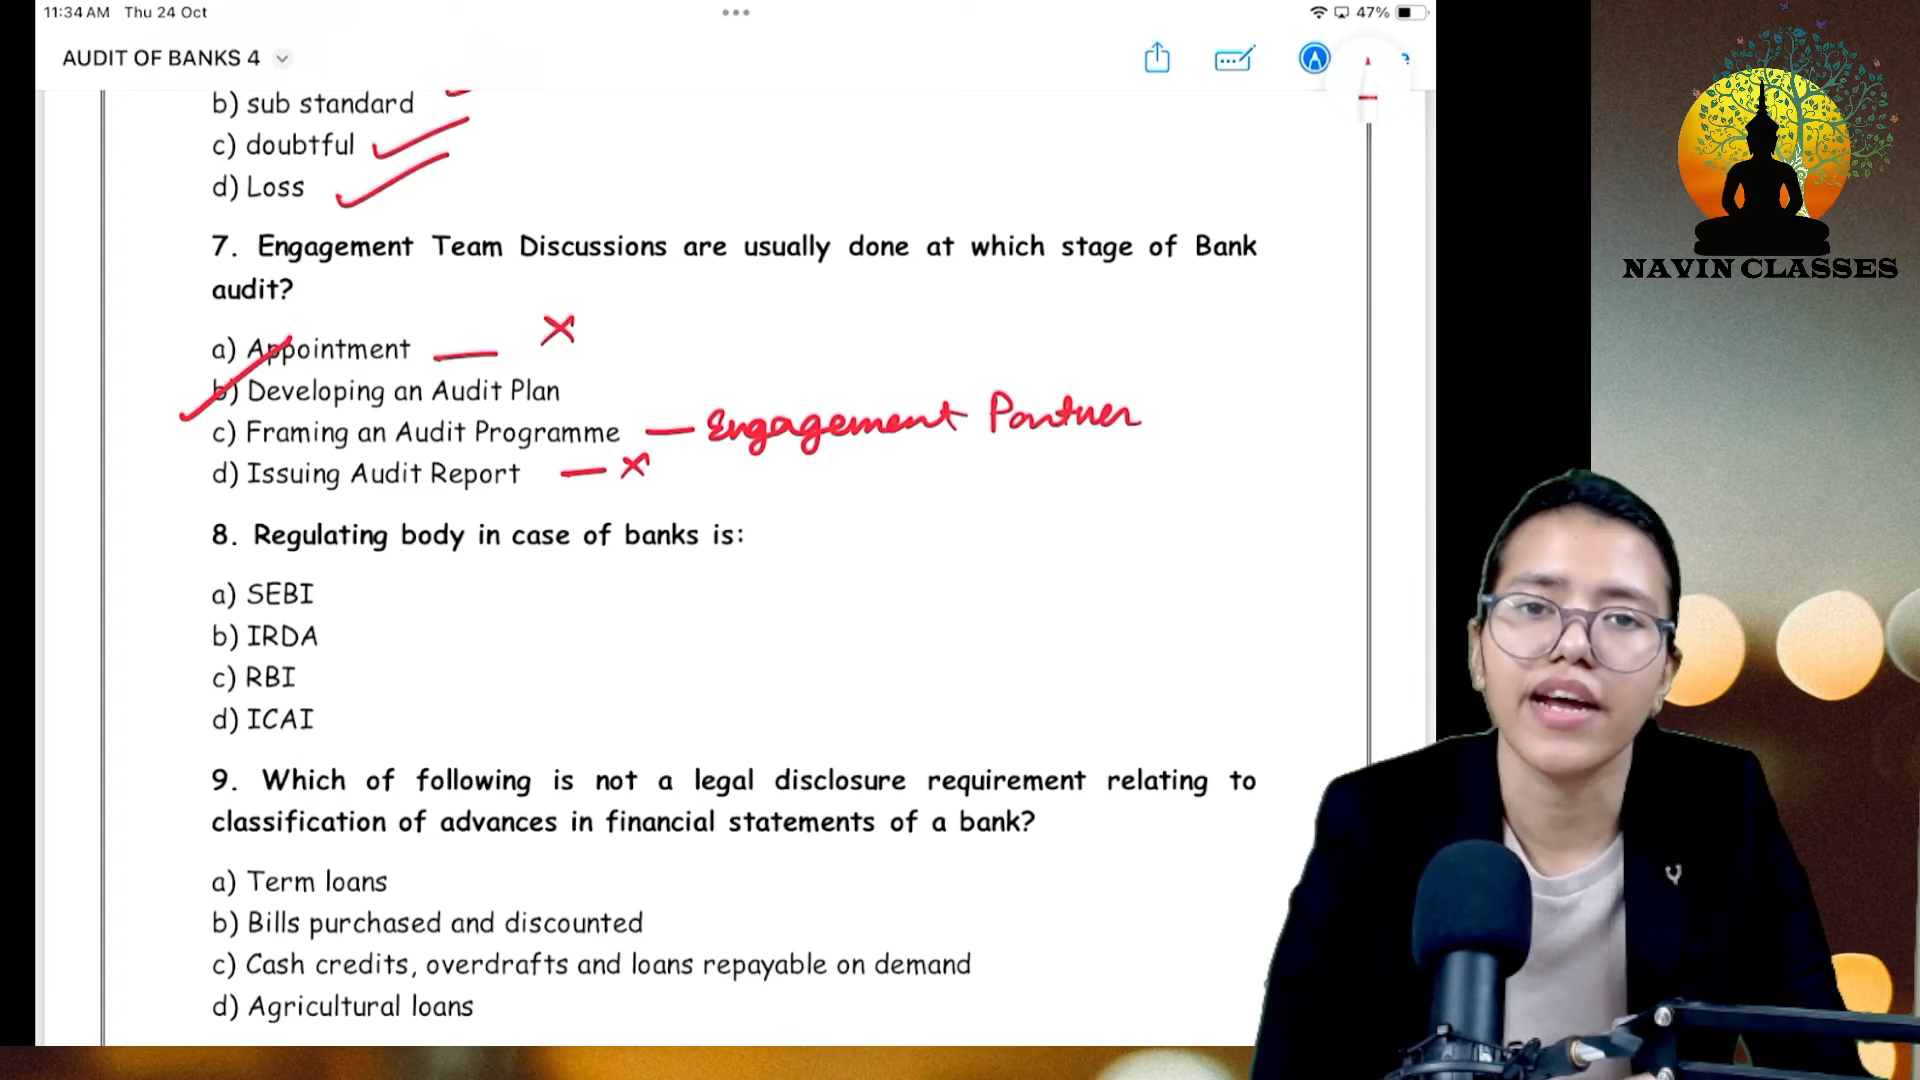 11:34 AM Thu 24 Oct
47%
AUDIT OF BANKS 4
b) sub standard
c) doubtful
d) Loss
7. Engagement Team Discussions are usually done at which stage of Bank
audit?
a) Appointment
b) Developing an Audit Plan
c) Framing an Audit Programme — Engagement Partner
d) Issuing Audit Report
8. Regulating body in case of banks is:
a) SEBI
b) IRDA
c) RBI
d) ICAI
9. Which of following is not a legal disclosure requirement relating to
classification of advances in financial statements of a bank?
a) Term loans
b) Bills purchased and discounted
c) Cash credits, overdrafts and loans repayable on demand
d) Agricultural loans
NAVIN CLASSES